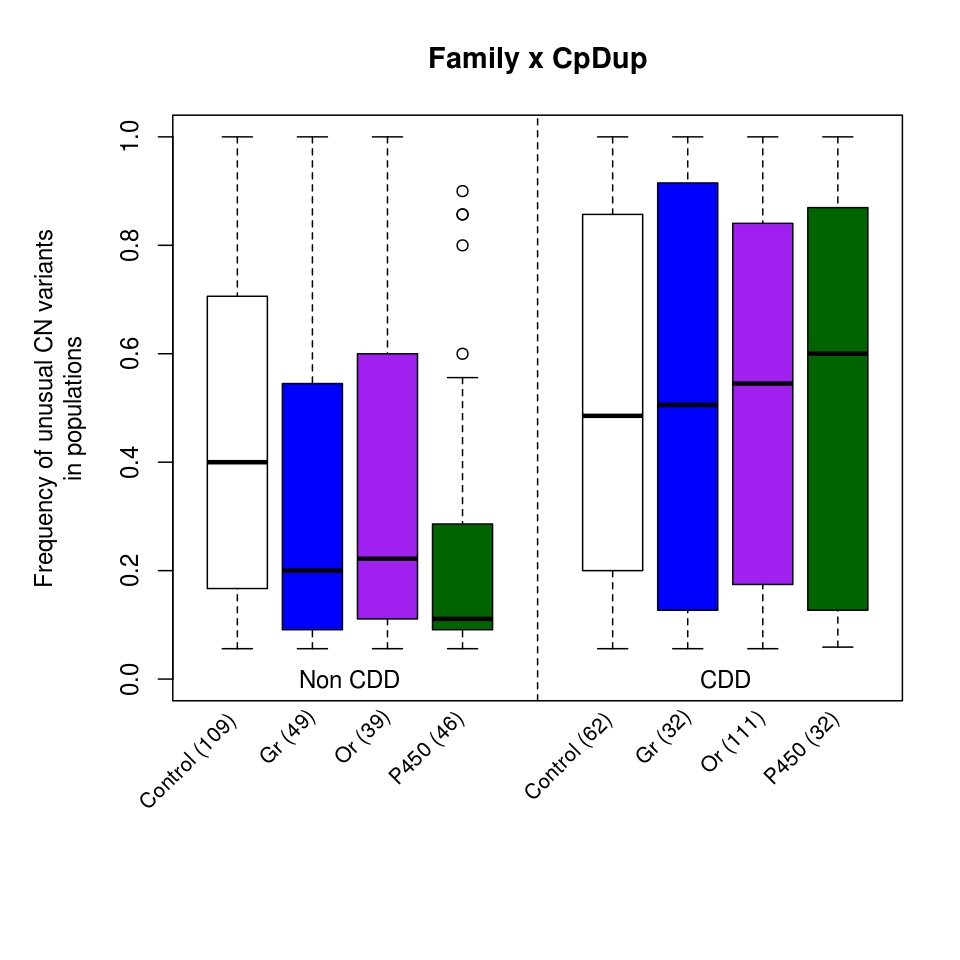 Family x CpDup
Frequency of unusual CN variants
in populations
1.0
0.8
0.6
0.4
0.2
0.0
Non CDD
CDD
Control (109)
Gr (49)
Or (39)
P450 (46)
Control (62)
Gr (32)
Or (111)
P450 (32)